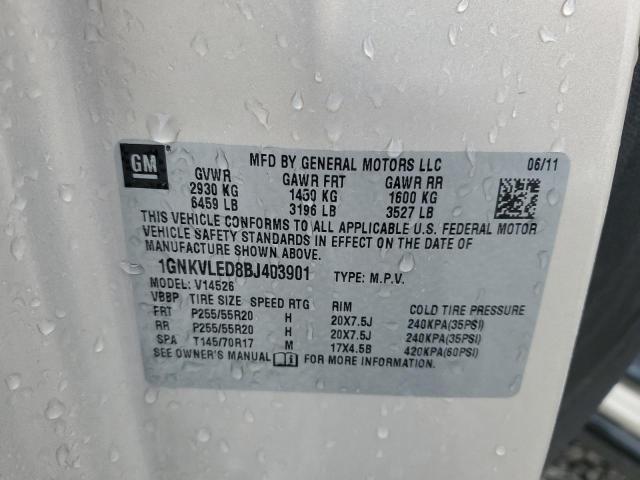 GM
MFD BY GENERAL MOTORS LLC 06/11
GVWR GAWR FRT GAWR RR
2930 KG 1450 KG 1600 KG
6459 LB 3196 LB 3527 LB
THIS VEHICLE CONFORMS TO ALL APPLICABLE U.S. FEDERAL MOTOR
VEHICLE SAFETY STANDARDS IN EFFECT ON THE DATE OF
MANUFACTURE SHOWN ABOVE.
1GNKVLED8BJ403901 TYPE: M.P.V.
MODEL: V14526
VBBP TIRE SIZE SPEED RTG RIM COLD TIRE PRESSURE
FRT P255/55R20 H 20X7.5J 240KPA(35PSI)
RR P255/55R20 H 20X7.5J 240KPA(35PSI)
SPA T145/70R17 M 17X4.5B 420KPA(60PSI)
SEE OWNER'S MANUAL FOR MORE INFORMATION.